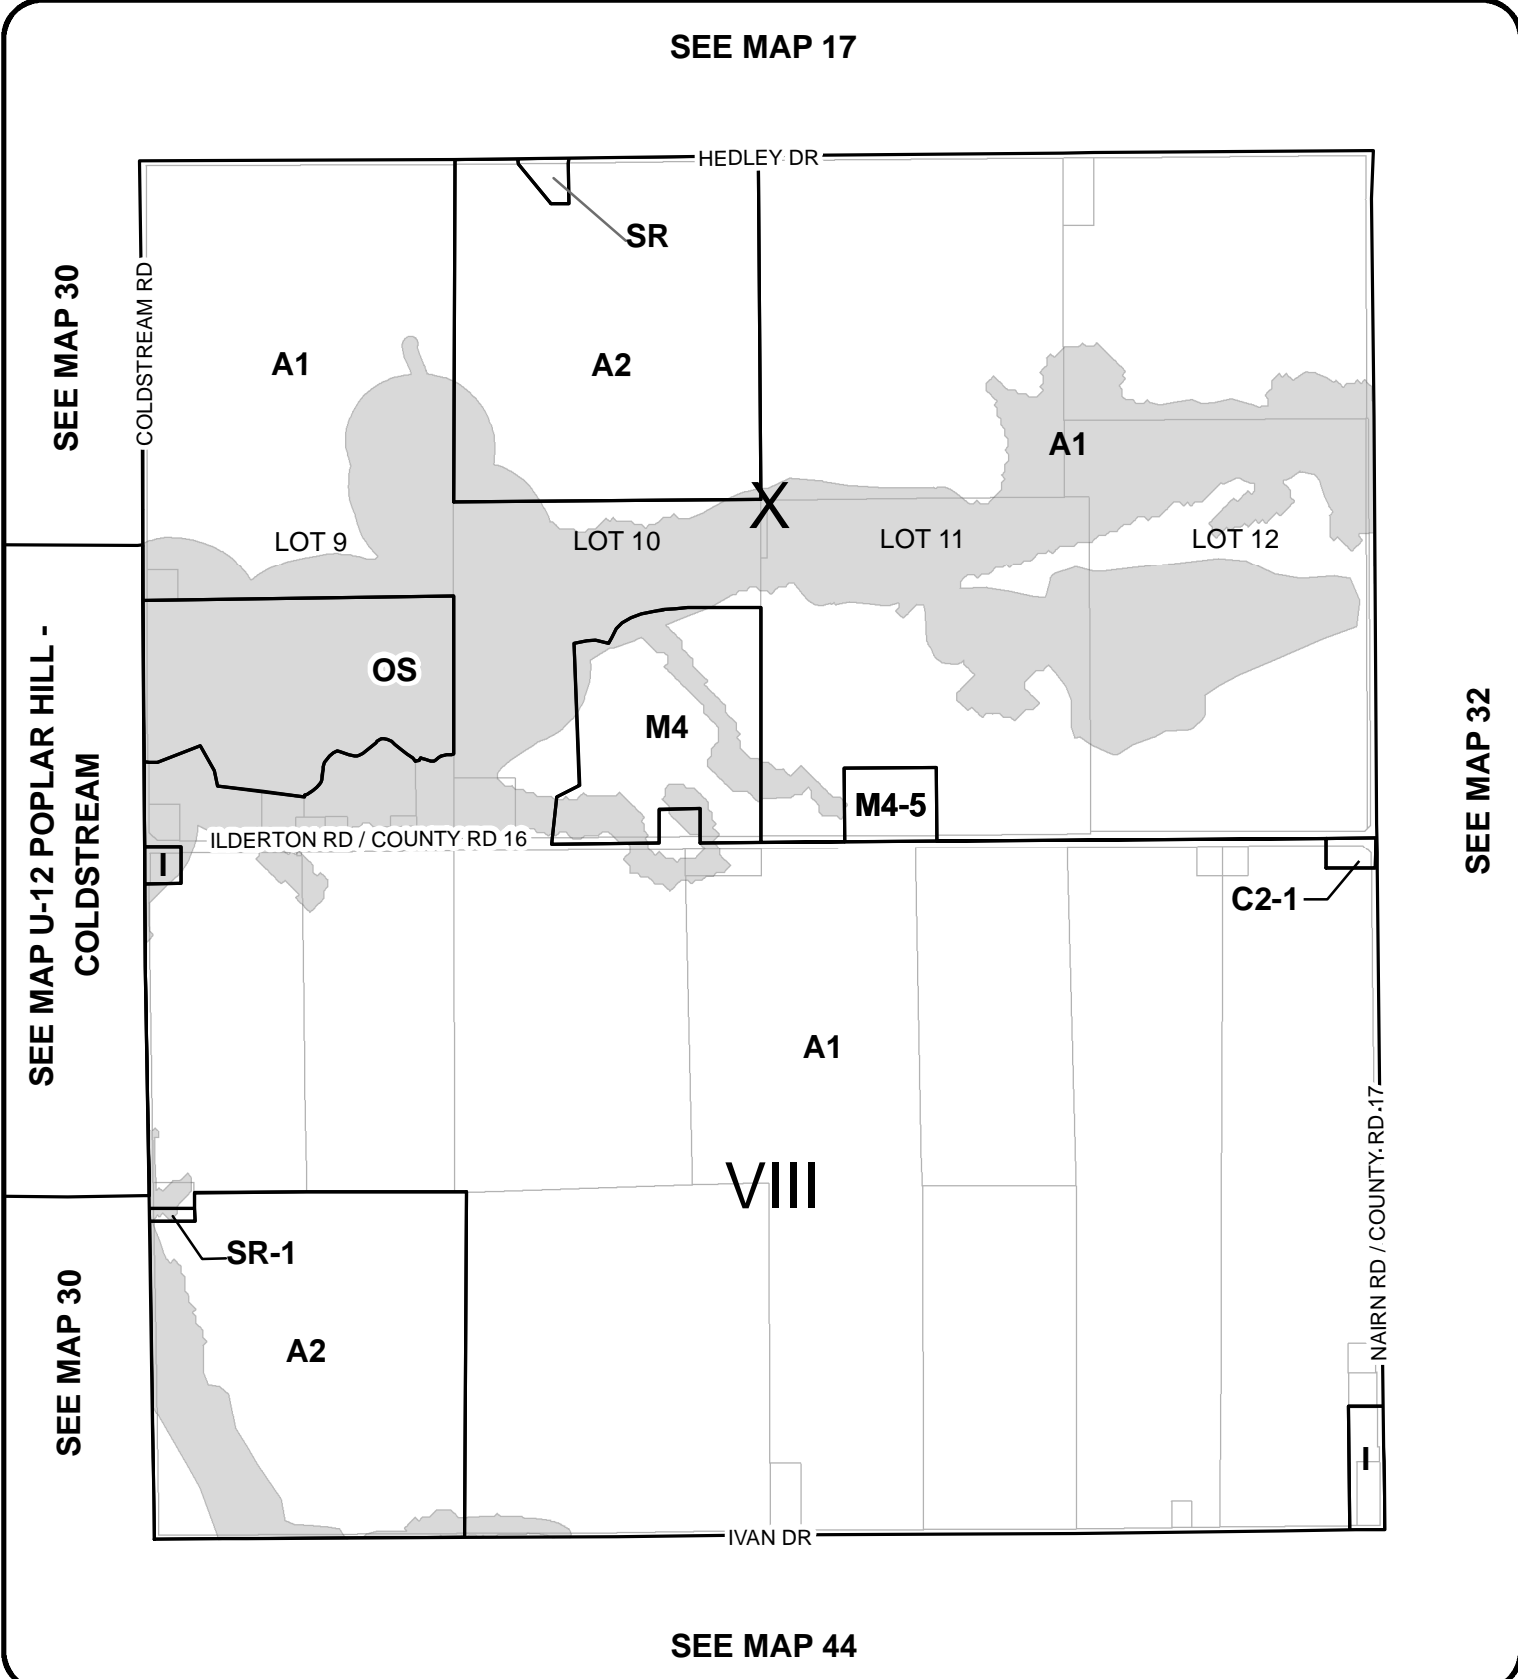 SEE MAP 17
HEDLEY DR
SR
SEE MAP 30
COLDSTREAM RD
A1
A2
A1
X
LOT 9
LOT 10
LOT 11
LOT 12
SEE MAP U-12 POPLAR HILL -
COLDSTREAM
OS
M4
SEE MAP 32
M4-5
ILDERTON RD / COUNTY RD 16
I
C2-1
A1
NAIRN RD / COUNTY RD 17
VIII
SR-1
SEE MAP 30
A2
I
IVAN DR
SEE MAP 44